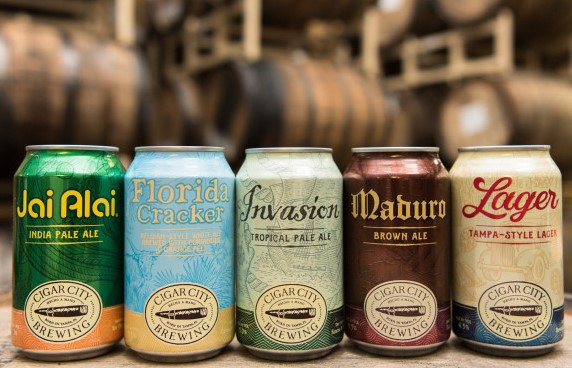 Jai Alai
INDIA PALE ALE
CIGAR CITY
BREWING
Florida
Cracker
CIGAR CITY
BREWING
Invasion
TROPICAL PALE ALE
CIGAR CITY
BREWING
Maduro
BROWN ALE
CIGAR CITY
BREWING
Lager
TAMPA-STYLE LAGER
CIGAR CITY
BREWING